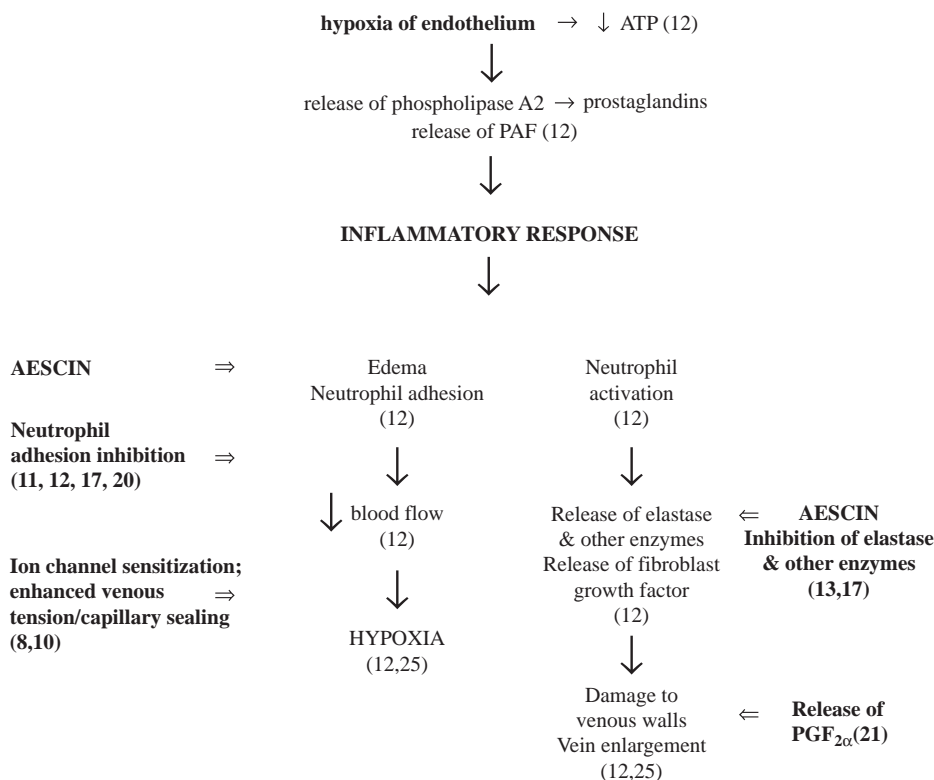 hypoxia of endothelium → ↓ ATP (12)
release of phospholipase A2 → prostaglandins
release of PAF (12)
INFLAMMATORY RESPONSE
AESCIN ⇒
Neutrophil
adhesion inhibition ⇒
(11, 12, 17, 20)
Ion channel sensitization;
enhanced venous ⇒
tension/capillary sealing
(8,10)
Edema
Neutrophil adhesion
(12)
blood flow
(12)
HYPOXIA
(12,25)
Neutrophil
activation
(12)
Release of elastase
& other enzymes
Release of fibroblast
growth factor
(12)
Damage to
venous walls
Vein enlargement
(12,25)
⇐ AESCIN
Inhibition of elastase
& other enzymes
(13,17)
⇐ Release of
PGF2α(21)